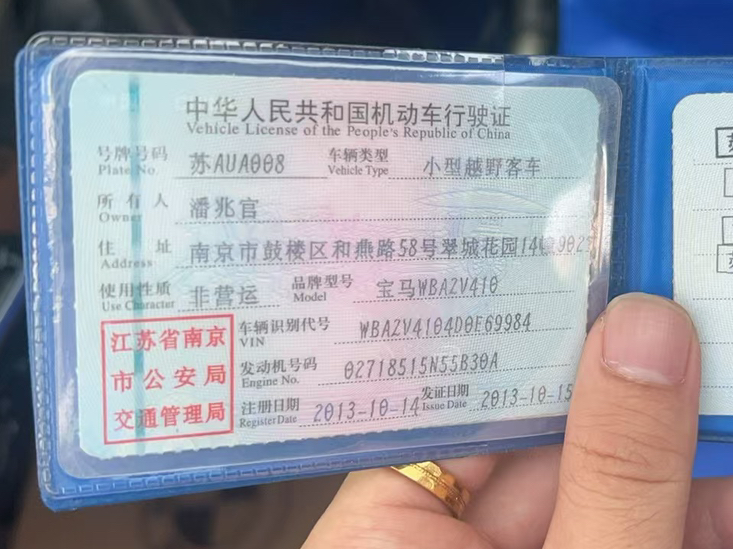 中华人民共和国机动车行驶证
Vehicle License of the People's Republic of China
号牌号码 苏AUA008 车辆类型 小型越野客车
Plate No. Vehicle Type
所有人 潘兆官
Owner
住址 南京市鼓楼区和燕路58号翠城花园14幢902
Address
使用性质 非营运 品牌型号 宝马WBAZV410
Use Character Model
江苏省南京
市公安局
交通管理局
车辆识别代号 WBAZV4104D0E69984
VIN
发动机号码 02718515N55B30A
Engine No.
注册日期 2013-10-14 发证日期 2013-10-15
Register Date Issue Date